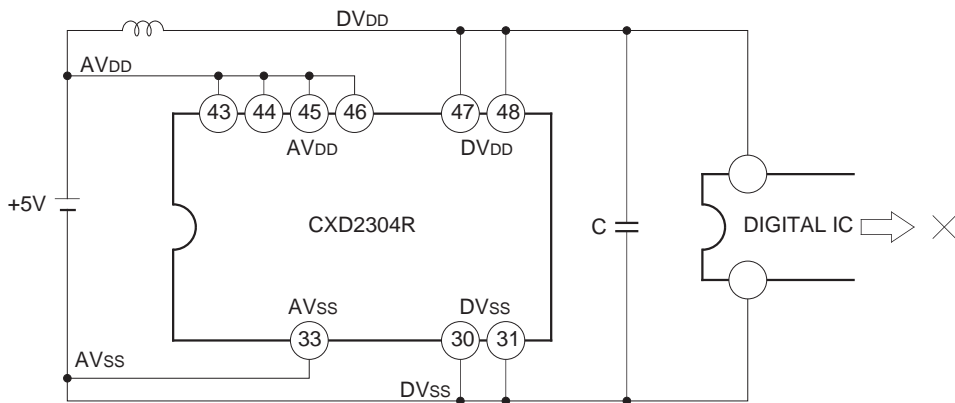 DVDD
AVDD
43 44 45 46 47 48
AVDD DVDD
+5V
CXD2304R
C
DIGITAL IC
AVSS DVSS
33 30 31
AVSS
DVSS